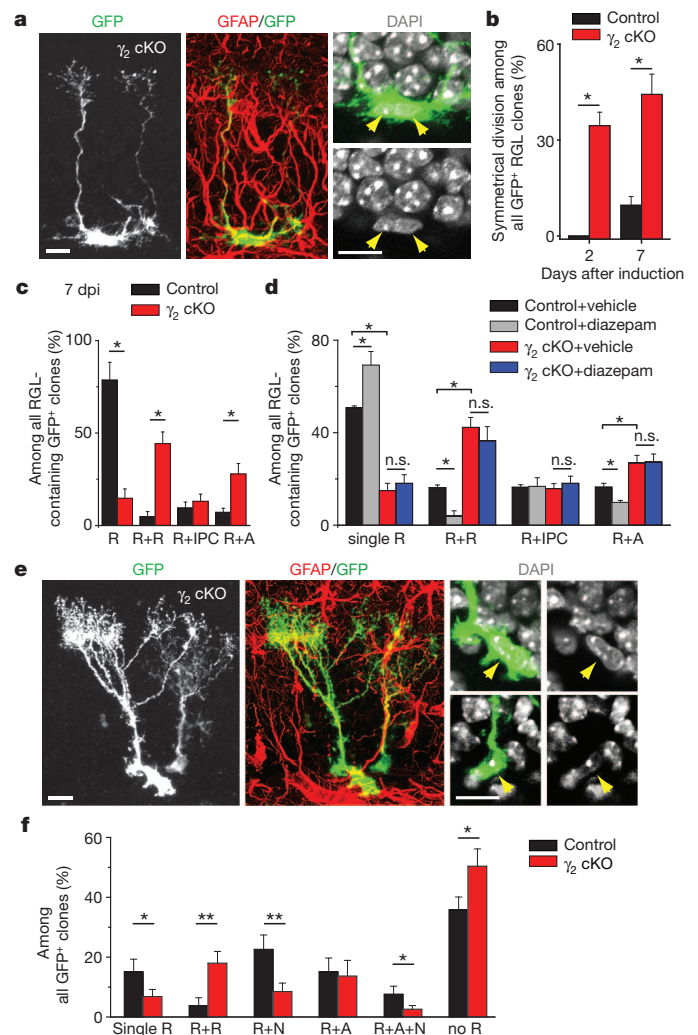 a GFP GFAP/GFP DAPI
γ2 cKO
b Control
γ2 cKO
Symmetrical division among
all GFP+ RGL clones (%)
60
30
0
* *
2 7
Days after induction
c 7 dpi Control
γ2 cKO
Among all RGL-
containing GFP+ clones (%)
75
50
25
0
* * *
R R+R R+IPC R+A
d Control+vehicle
Control+diazepam
γ2 cKO+vehicle
γ2 cKO+diazepam
Among all RGL-
containing GFP+ clones (%)
80
40
0
* * n.s. * * n.s. n.s. * * n.s.
single R R+R R+IPC R+A
e GFP GFAP/GFP DAPI
γ2 cKO
f Control
γ2 cKO
Among
all GFP+ clones (%)
60
40
20
0
* ** ** * *
Single R R+R R+N R+A R+A+N no R